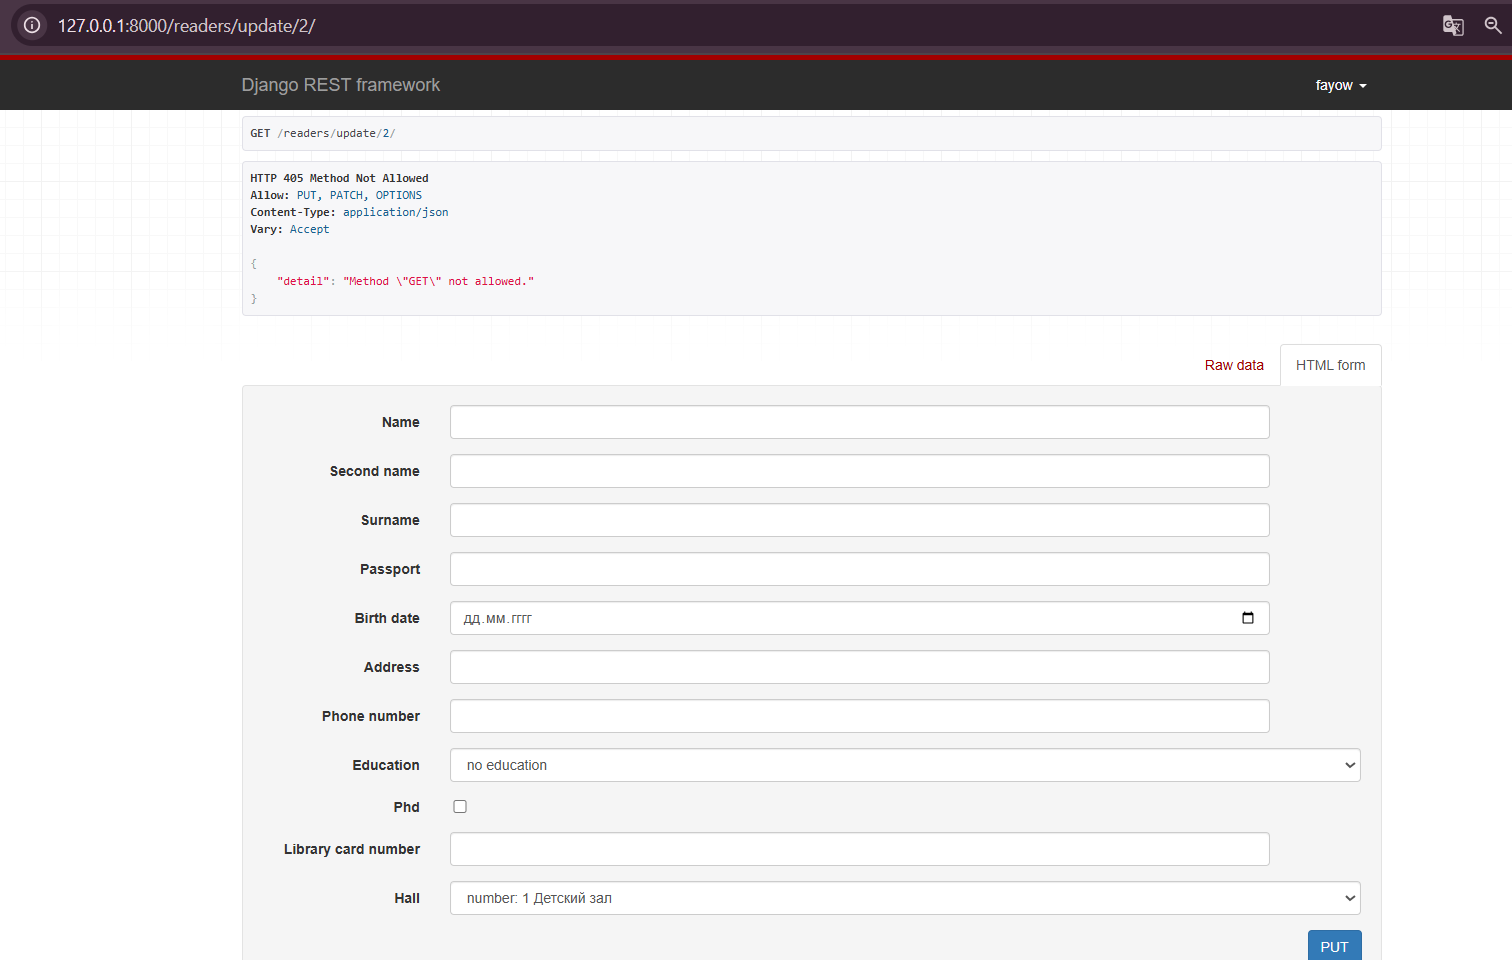 127.0.0.1:8000/readers/update/2/
Django REST framework
fayow
GET /readers/update/2/
HTTP 405 Method Not Allowed
Allow: PUT, PATCH, OPTIONS
Content-Type: application/json
Vary: Accept
{
"detail": "Method \"GET\" not allowed."
}
Raw data
HTML form
Name
Second name
Surname
Passport
Birth date дд.мм.гггг
Address
Phone number
Education no education
Phd
Library card number
Hall number: 1 Детский зал
PUT